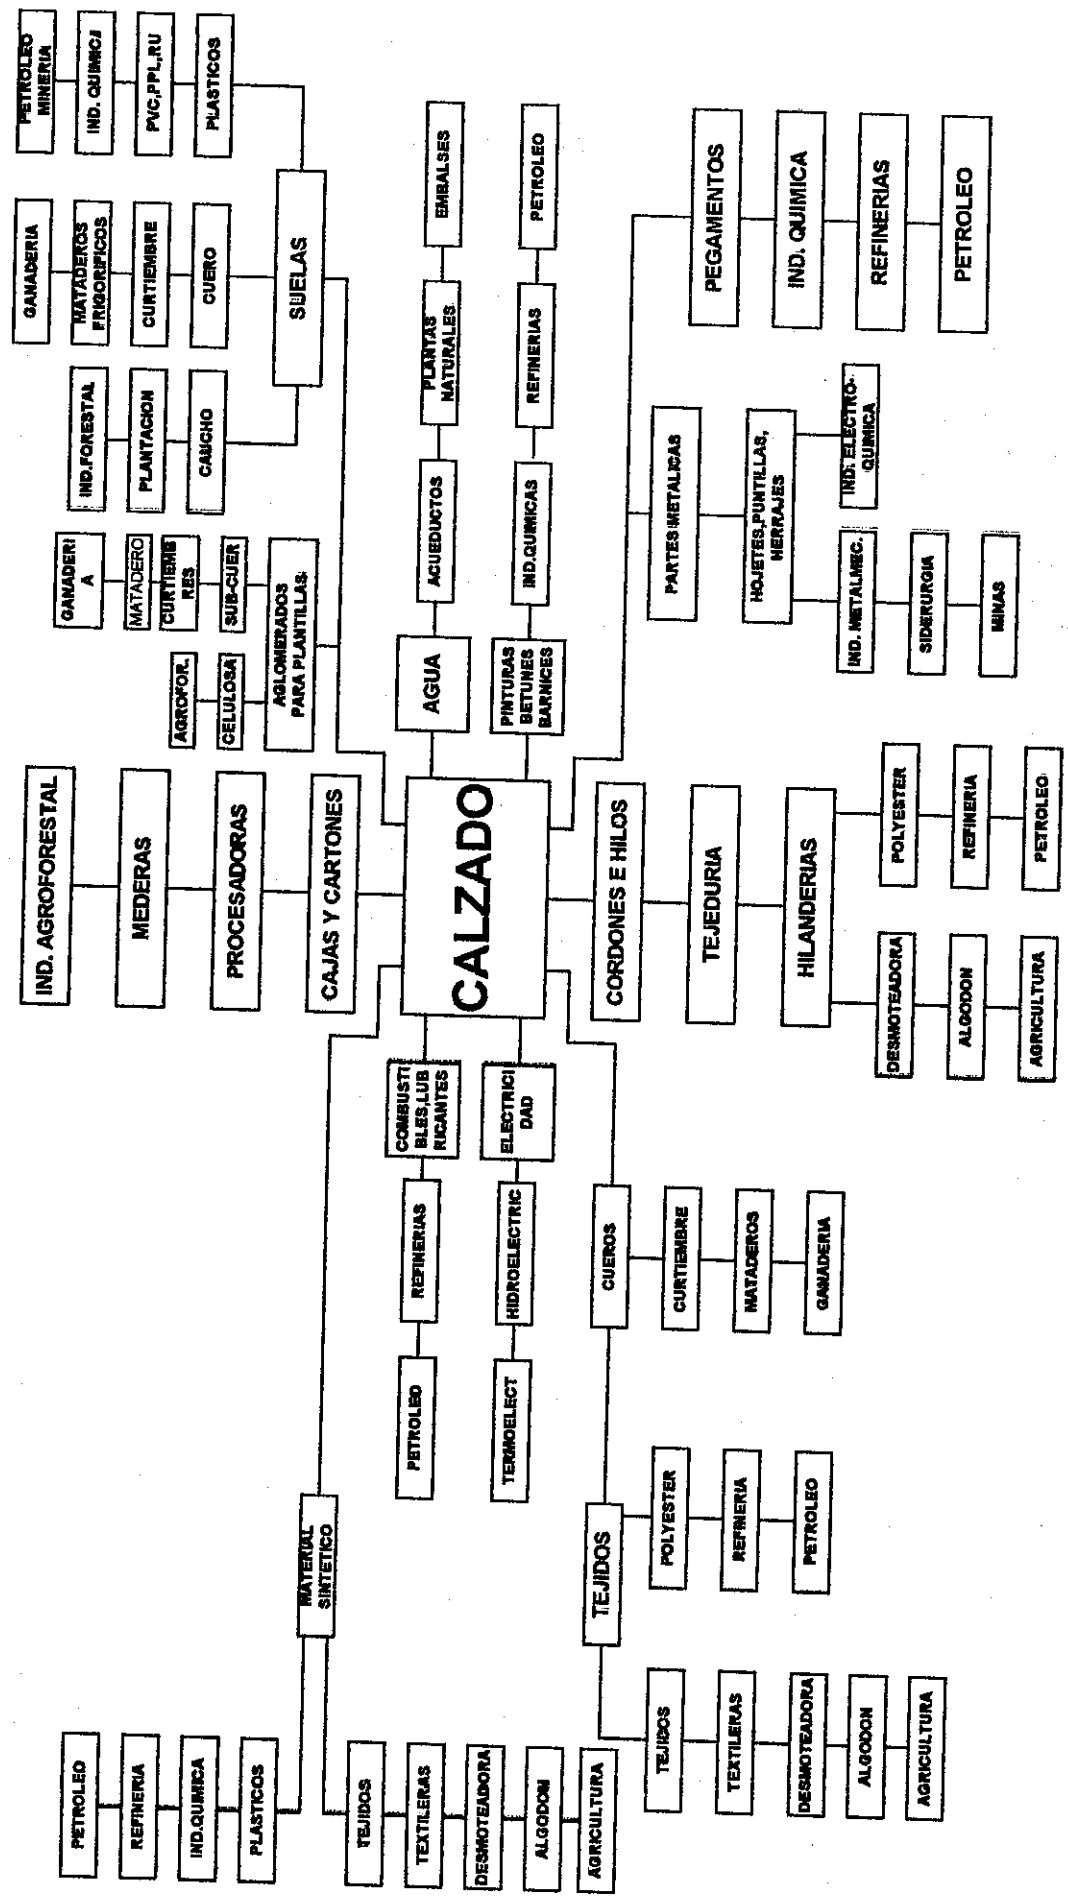 PETROLEO
REFINERIA
IND.QUIMICA
PLASTICOS
TEJIDOS
TEXTILERAS
DESMOTEADORA
ALGODON
AGRICULTURA
MATERIAL
SINTETICO
PETROLEO
REFINERIAS
COMBUSTI
BLES,LUB
RICANTES
TERMOELECT
HIDROELECTRIC
ELECTRICI
DAD
TEJIDOS
TEJIDOS
TEXTILERAS
DESMOTEADORA
ALGODON
AGRICULTURA
POLYESTER
REFINERIA
PETROLEO
CUEROS
CURTIEMBRE
MATADEROS
GANADERIA
IND. AGROFORESTAL
MEDERAS
PROCESADORAS
CAJAS Y CARTONES
CALZADO
CORDONES E HILOS
TEJEDURIA
HILANDERIAS
DESMOTEADORA
ALGODON
AGRICULTURA
POLYESTER
REFINERIA
PETROLEO
AGROFOR.
CELULOSA
GANADERI
A
MATADERO
CURTIEMB
RES
SUB-CUER
AGLOMERADOS
PARA PLANTILLAS
IND.FORESTAL
PLANTACION
CAUCHO
GANADERIA
MATADEROS
FRIGORIFICOS
CURTIEMBRE
CUERO
PETROLEO
MINERIA
IND. QUIMICA
PVC,PPL,RU
PLASTICOS
SUELAS
AGUA
ACUEDUCTOS
PLANTAS
NATURALES
EMBALSES
PINTURAS
BETUNES
BARNICES
IND.QUIMICAS
REFINERIAS
PETROLEO
PARTES METALICAS
HOJETES,PUNTILLAS,
HERRAJES
IND. METALMEC.
SIDERURGIA
MINAS
IND. ELECTRO-
QUIMICA
PEGAMENTOS
IND. QUIMICA
REFINERIAS
PETROLEO